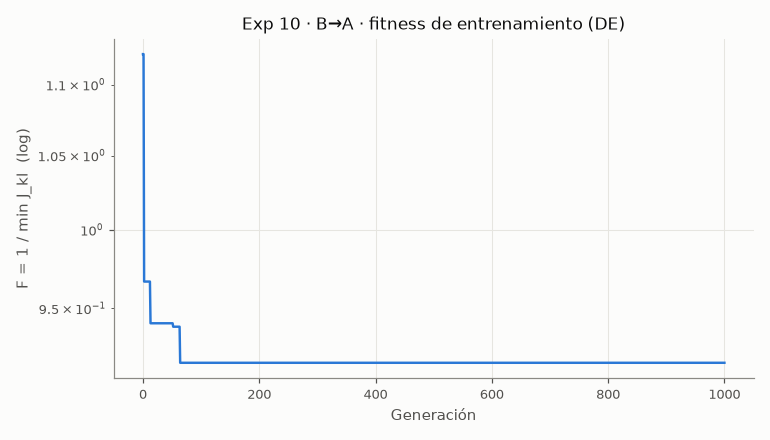 Exp 10 · B→A · fitness de entrenamiento (DE)
F = 1 / min J_kl  (log)
1.1 × 10⁰
1.05 × 10⁰
10⁰
9.5 × 10⁻¹
0 200 400 600 800 1000
Generación